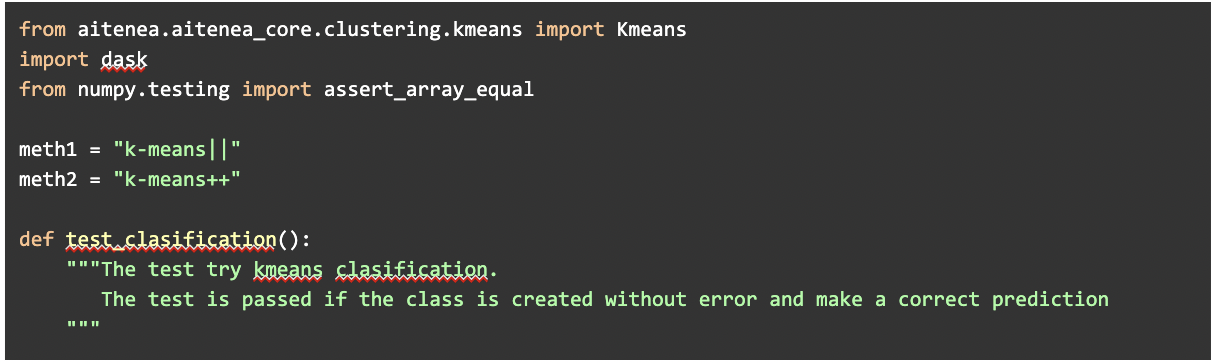 from aitenea.aitenea_core.clustering.kmeans import Kmeans
import dask
from numpy.testing import assert_array_equal
meth1 = "k-means||"
meth2 = "k-means++"
def test_clasification():
"""The test try kmeans clasification.
The test is passed if the class is created without error and make a correct prediction
"""